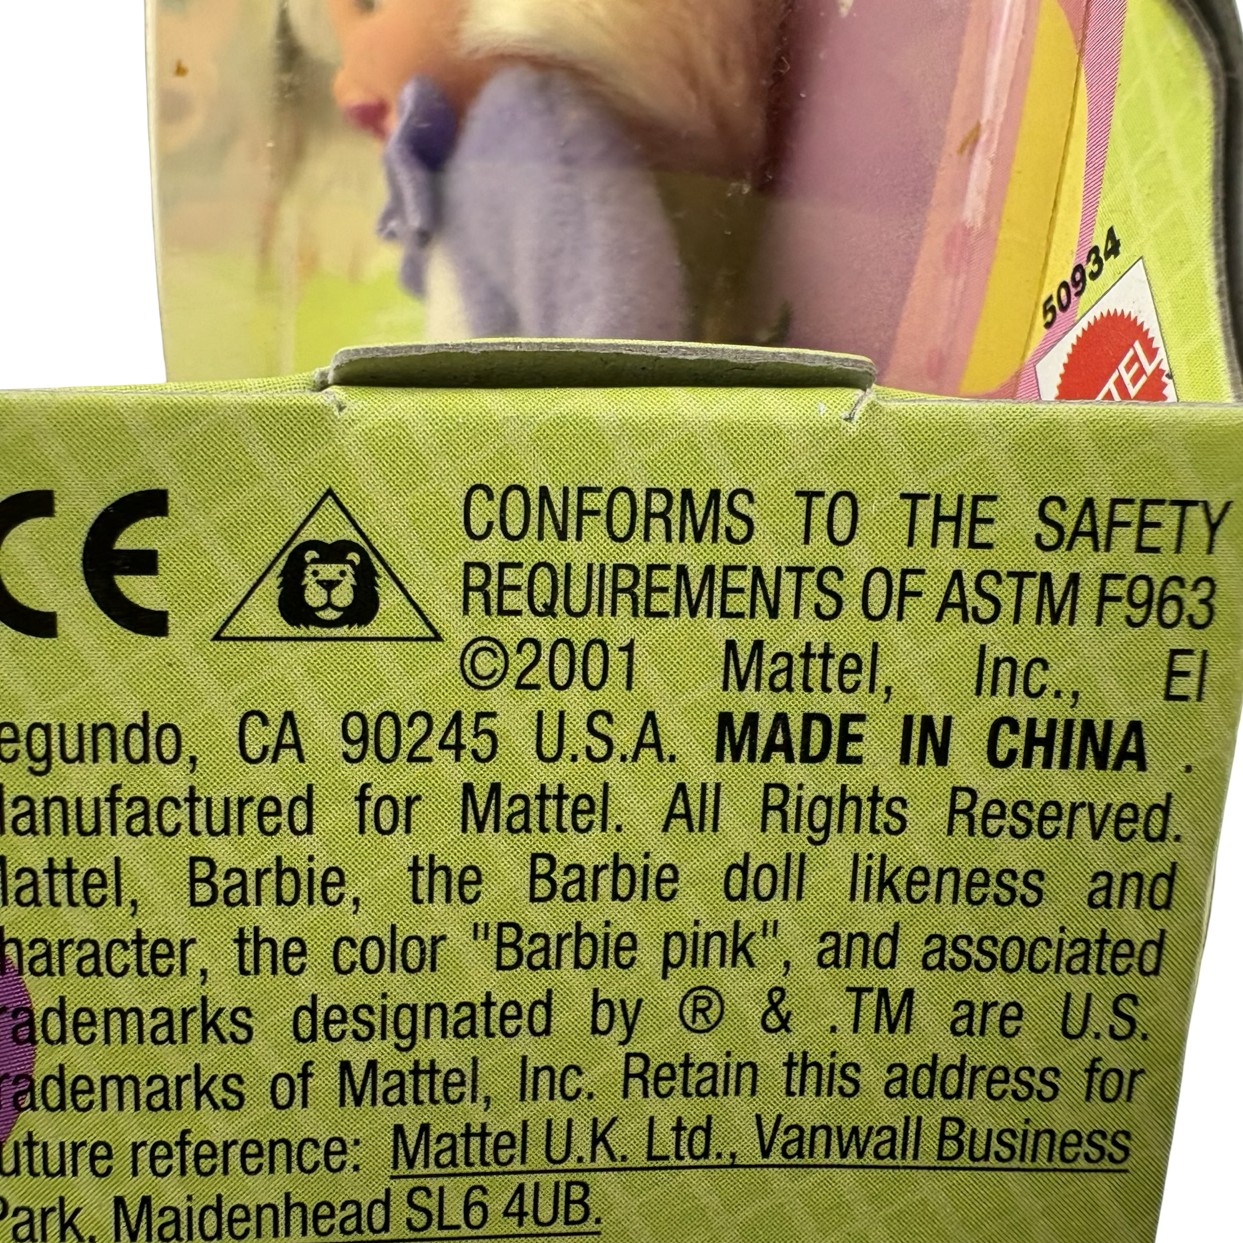 50934
TEL
CE
CONFORMS TO THE SAFETY
REQUIREMENTS OF ASTM F963
©2001 Mattel, Inc., El
egundo, CA 90245 U.S.A. MADE IN CHINA .
anufactured for Mattel. All Rights Reserved.
attel, Barbie, the Barbie doll likeness and
haracter, the color "Barbie pink", and associated
rademarks designated by ® & .TM are U.S.
rademarks of Mattel, Inc. Retain this address for
uture reference: Mattel U.K. Ltd., Vanwall Business
Park, Maidenhead SL6 4UB.